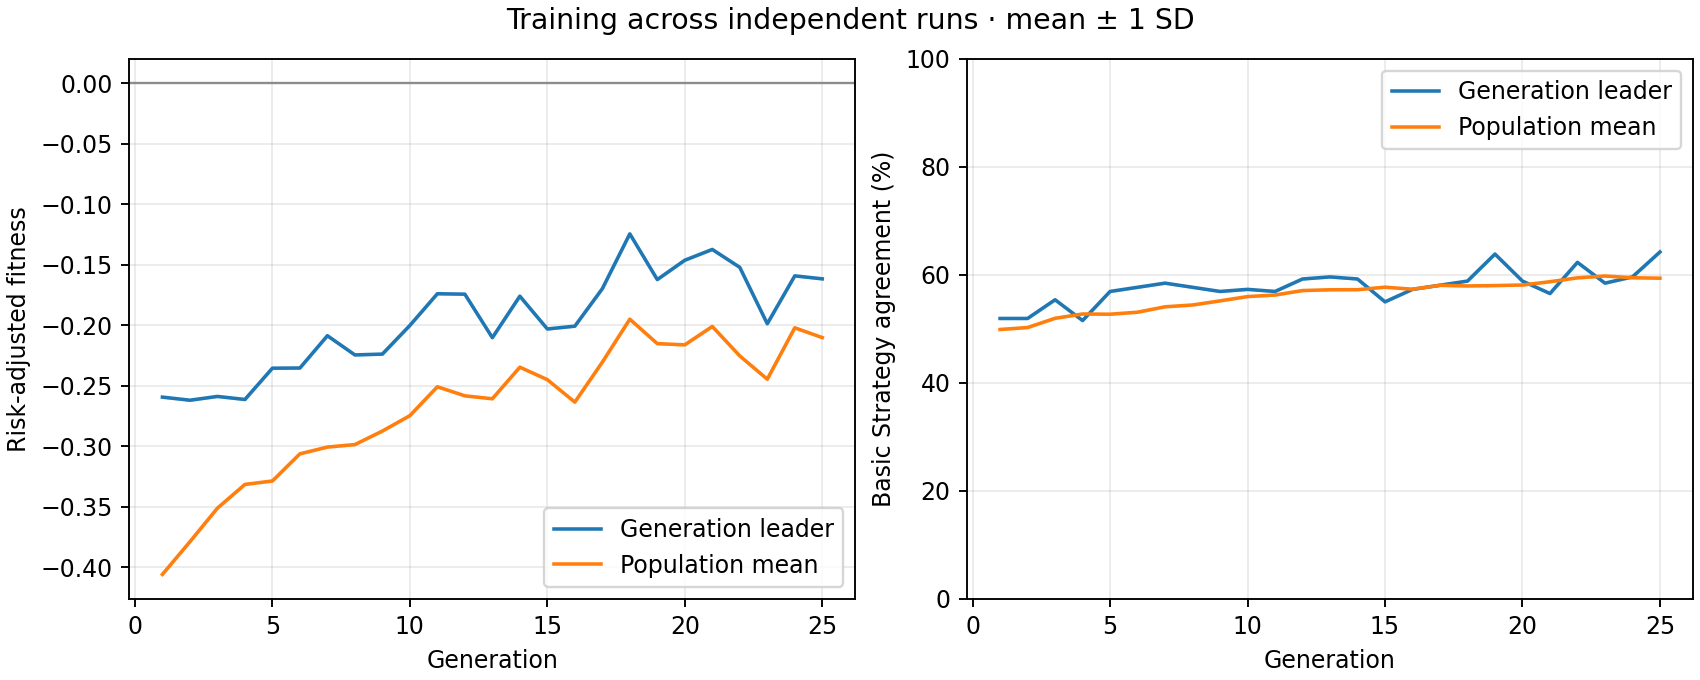 Training across independent runs · mean ± 1 SD
Risk-adjusted fitness
0.00
−0.05
−0.10
−0.15
−0.20
−0.25
−0.30
−0.35
−0.40
Generation leader
Population mean
0 5 10 15 20 25
Generation
Basic Strategy agreement (%)
100
80
60
40
20
0
Generation leader
Population mean
0 5 10 15 20 25
Generation